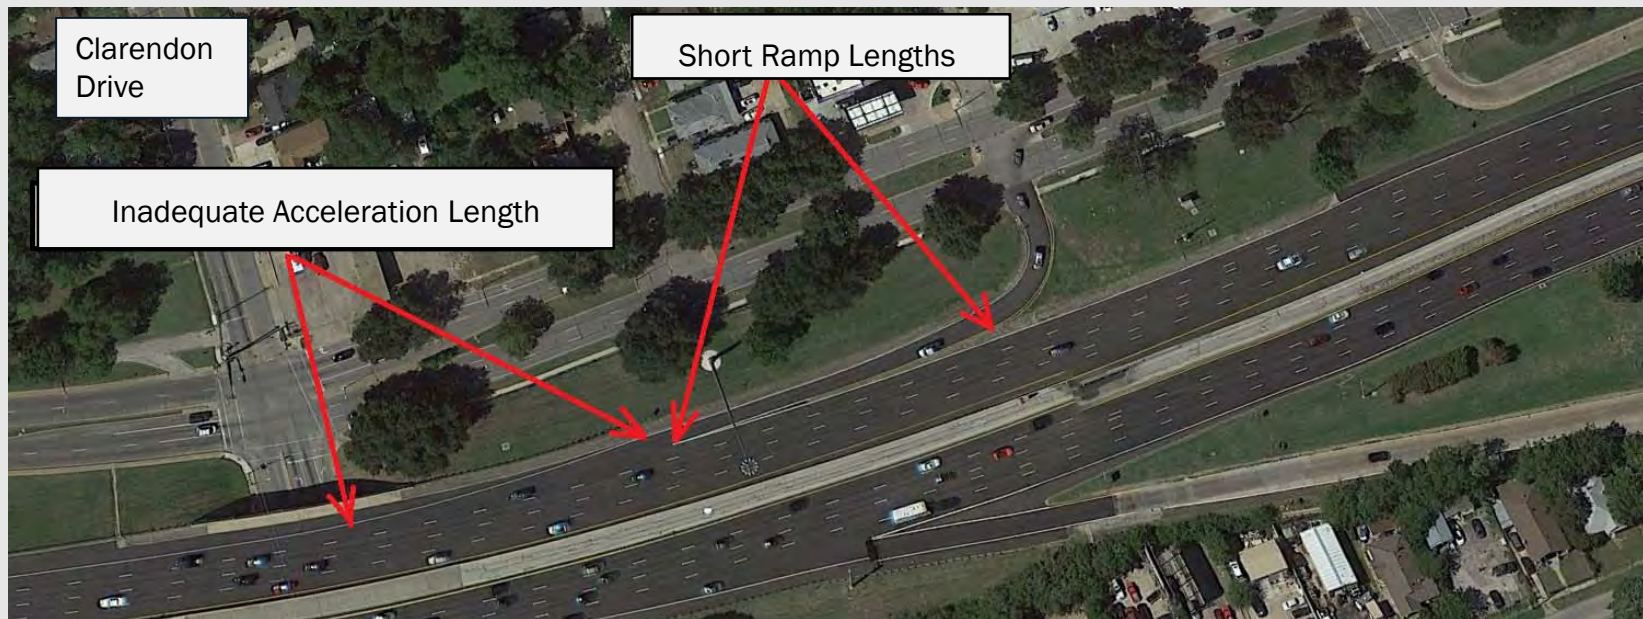 Clarendon
Drive
Short Ramp Lengths
Inadequate Acceleration Length